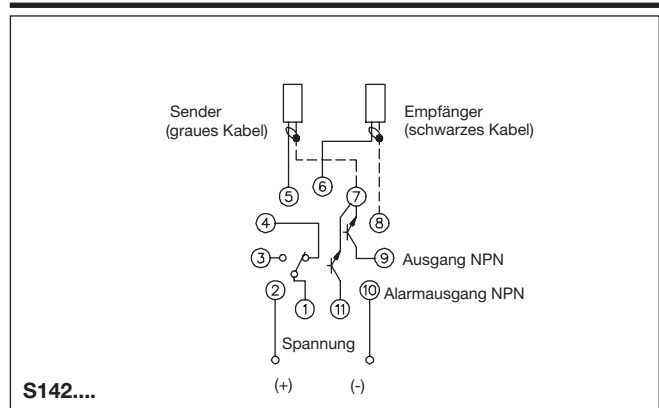 Sender
(graues Kabel)
Empfänger
(schwarzes Kabel)
5
6
7
8
4
3
9 Ausgang NPN
2
1
11
10 Alarmausgang NPN
Spannung
(+) (-)
S142....